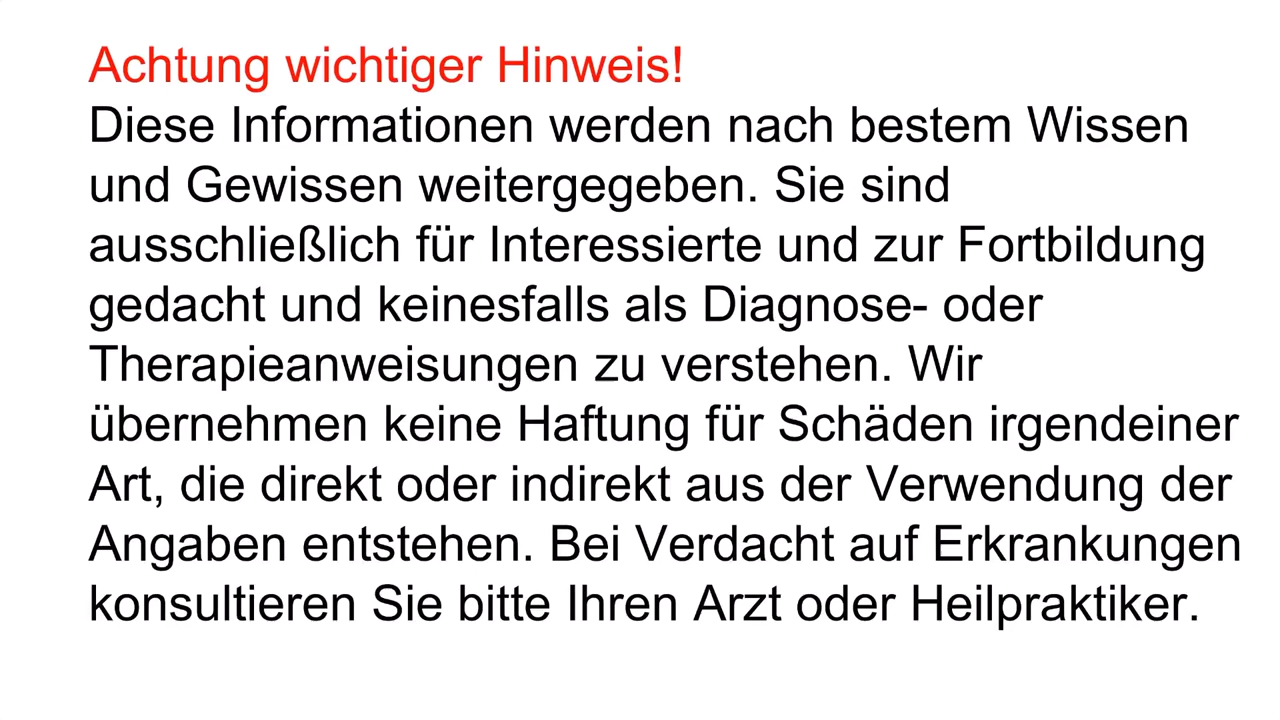 Achtung wichtiger Hinweis!
Diese Informationen werden nach bestem Wissen
und Gewissen weitergegeben. Sie sind
ausschließlich für Interessierte und zur Fortbildung
gedacht und keinesfalls als Diagnose- oder
Therapieanweisungen zu verstehen. Wir
übernehmen keine Haftung für Schäden irgendeiner
Art, die direkt oder indirekt aus der Verwendung der
Angaben entstehen. Bei Verdacht auf Erkrankungen
konsultieren Sie bitte Ihren Arzt oder Heilpraktiker.